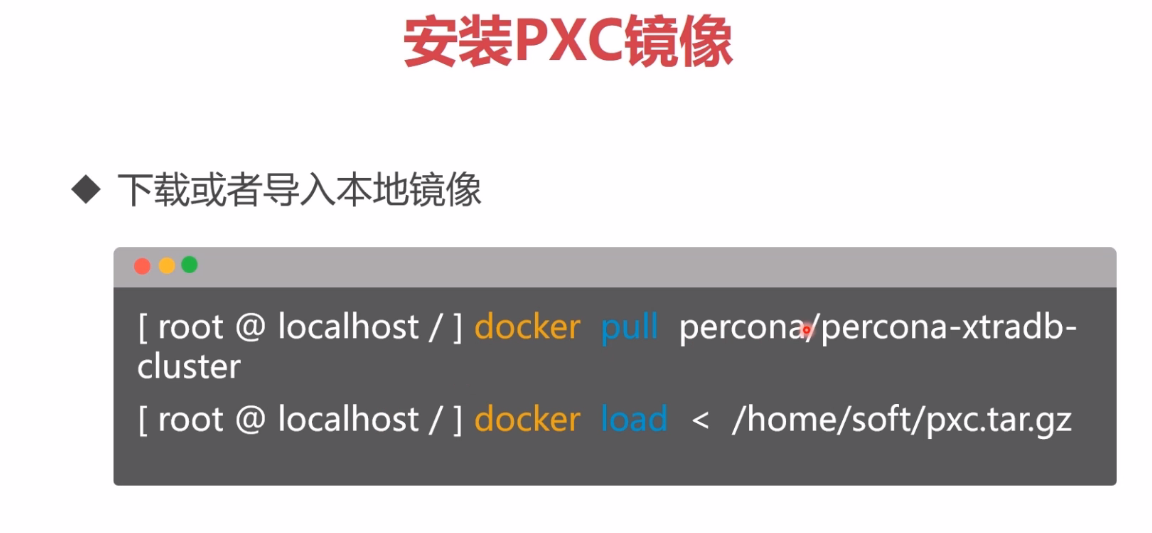 安装PXC镜像
下载或者导入本地镜像
[ root @ localhost / ] docker pull percona/percona-xtradb-
cluster
[ root @ localhost / ] docker load < /home/soft/pxc.tar.gz